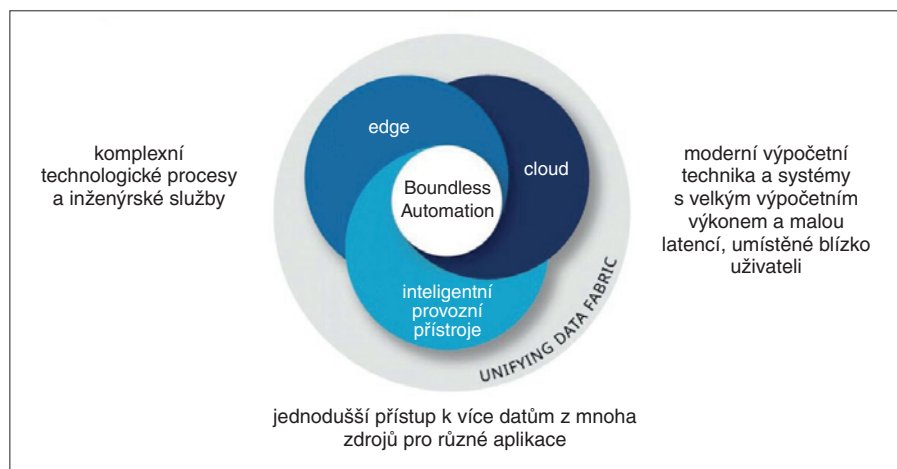 komplexní
technologické procesy
a inženýrské služby
edge
cloud
Boundless
Automation
inteligentní
provozní
přístroje
UNIFYING DATA FABRIC
moderní výpočetní
technika a systémy
s velkým výpočetním
výkonem a malou
latencí, umístěné blízko
uživateli
jednodušší přístup k více datům z mnoha
zdrojů pro různé aplikace